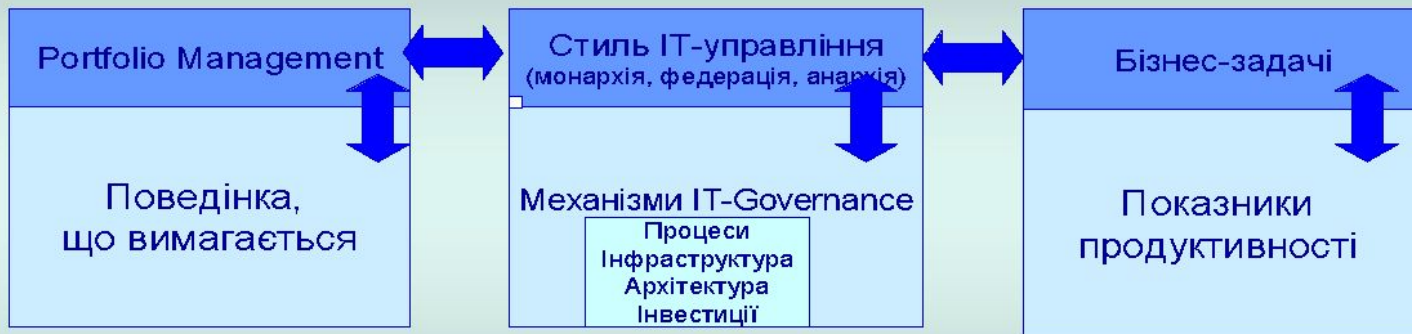 Portfolio Management
Поведінка,
що вимагається
Стиль ІТ-управління
(монархія, федерація, анархія)
Механізми IT-Governance
Процеси
Інфраструктура
Архітектура
Інвестиції
Бізнес-задачі
Показники
продуктивності